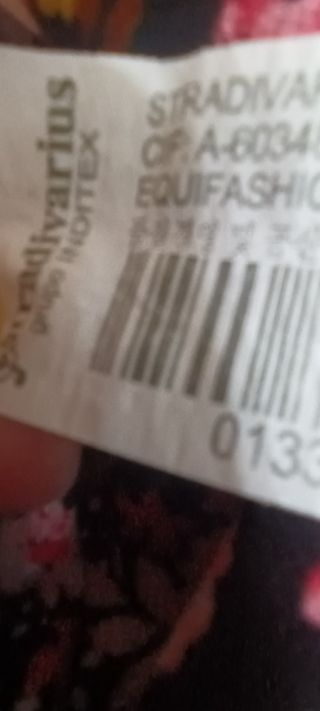 Stradivarius
grupo INDITEX
STRADIVAR
CIF: A-6034
EQUIFASHIO
0133